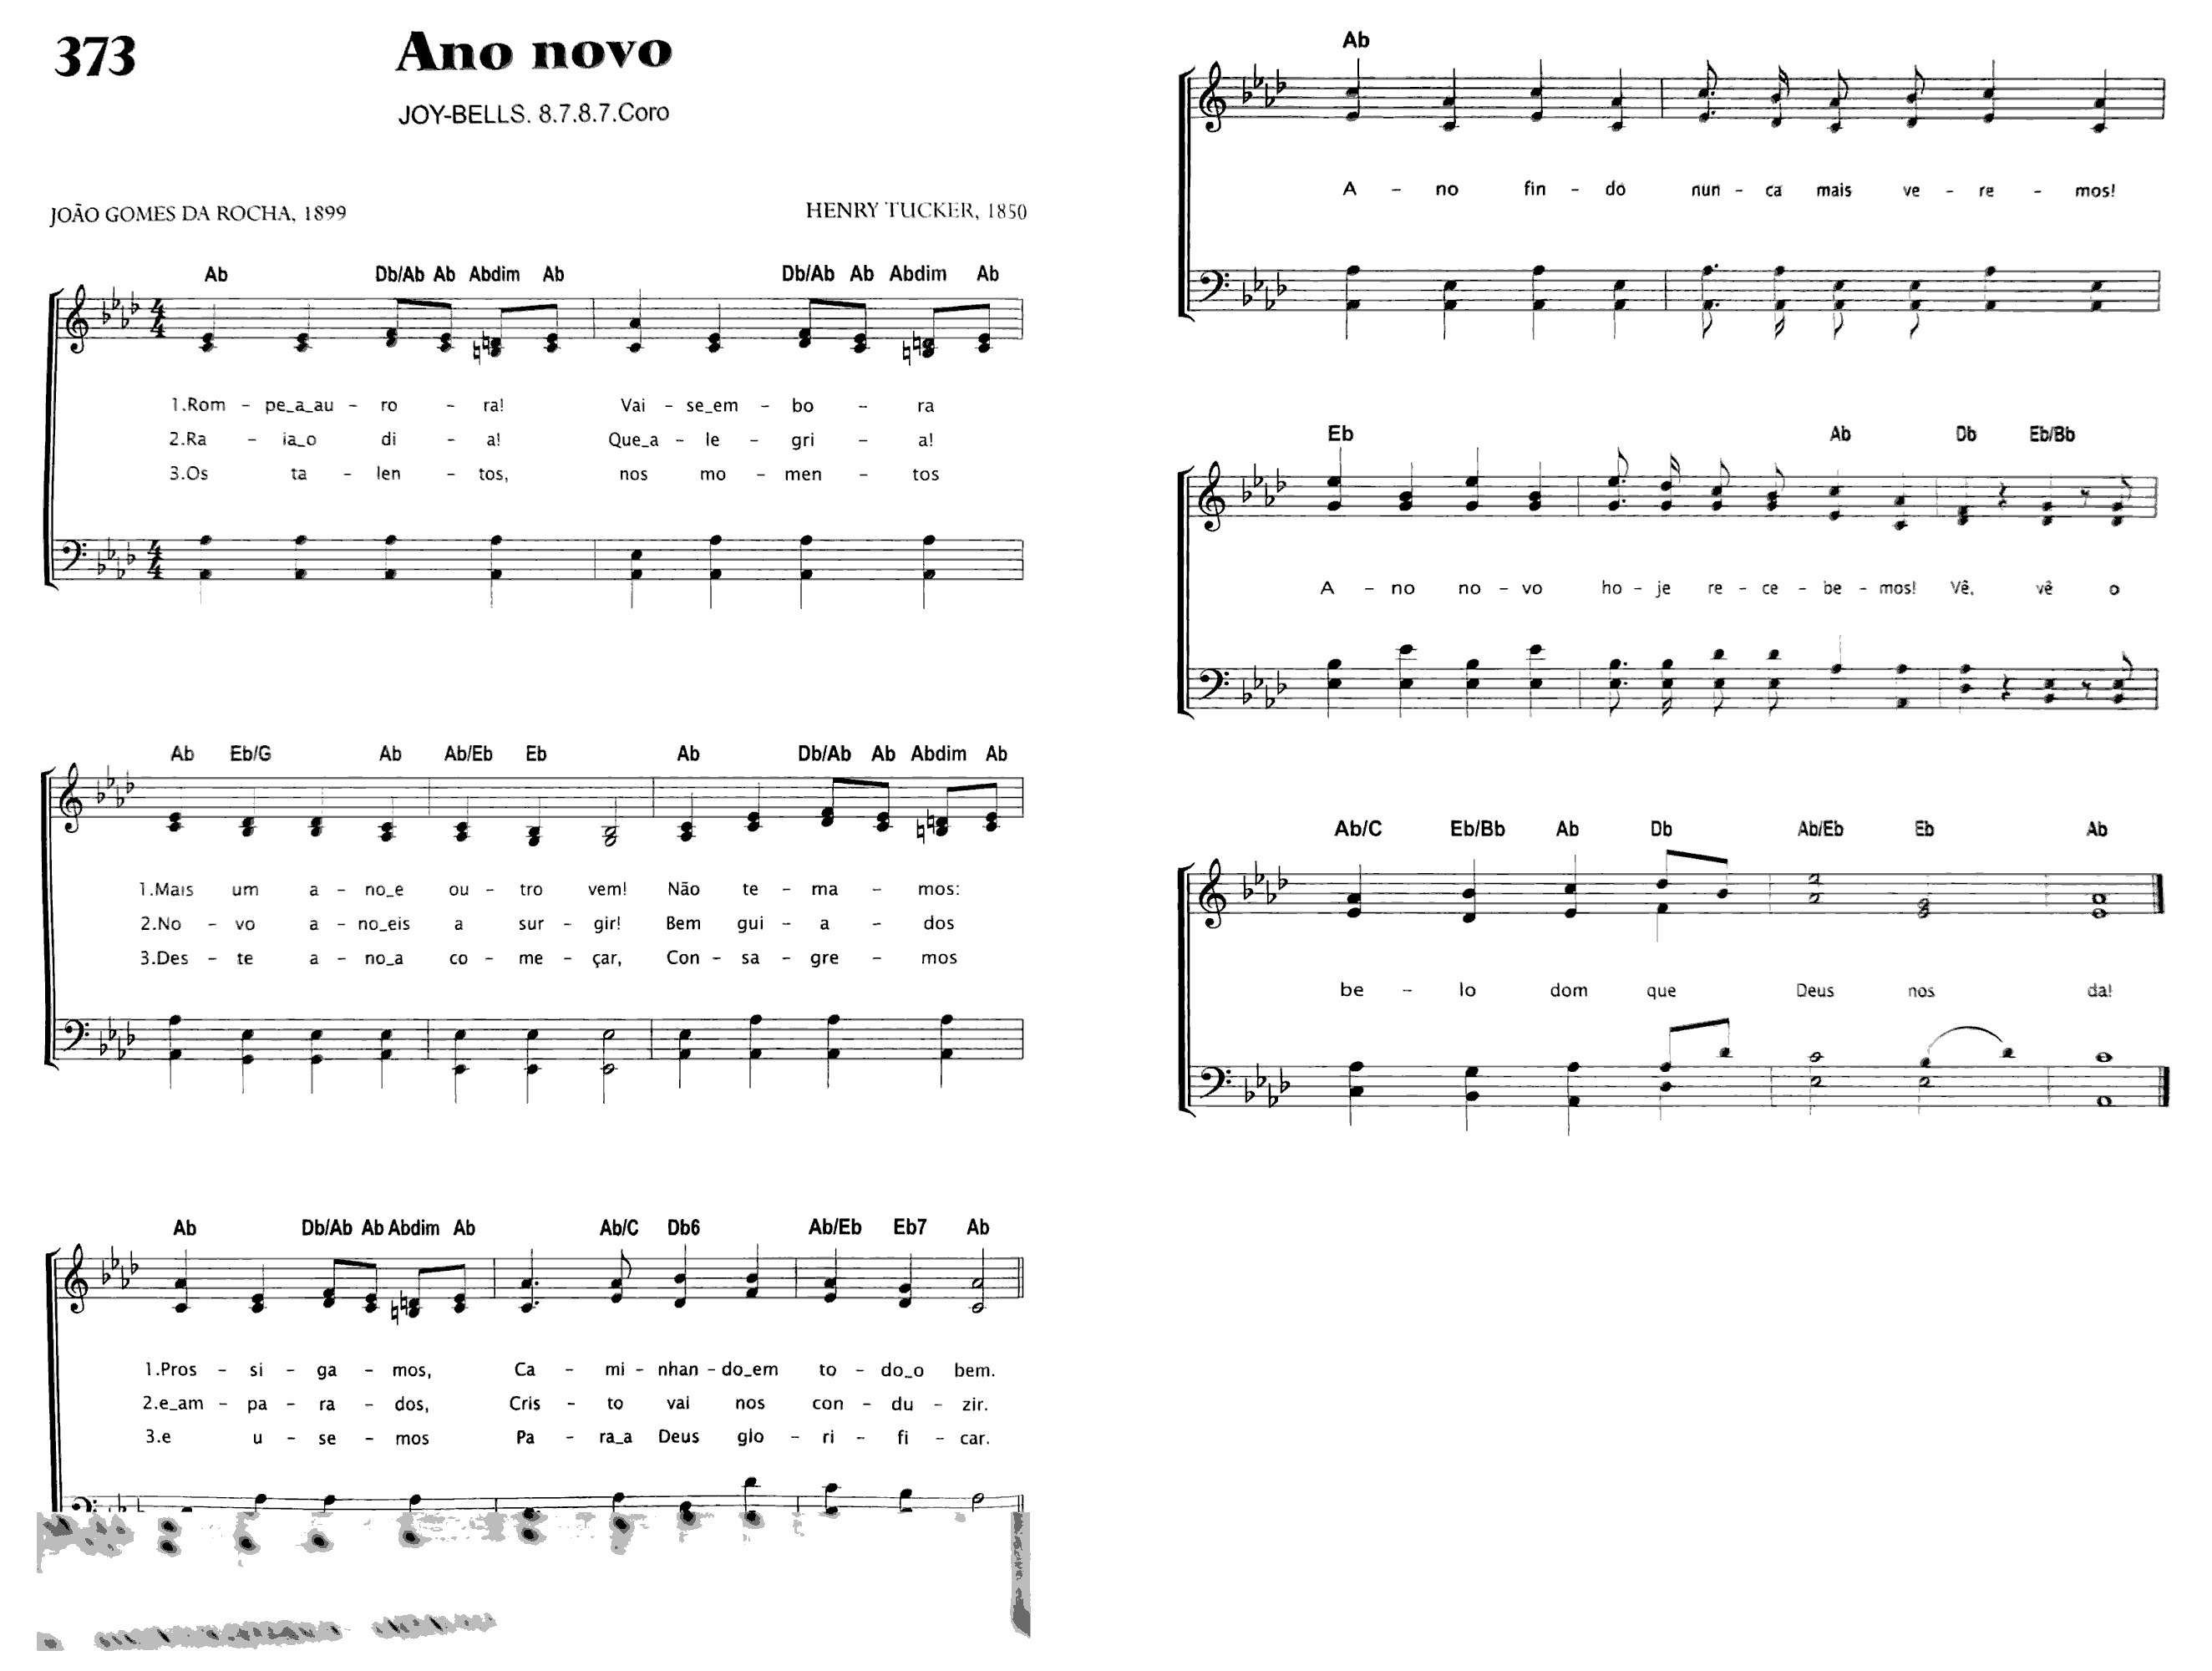 373
Ano novo
JOY-BELLS. 8.7.8.7.Coro
JOÃO GOMES DA ROCHA, 1899
HENRY TUCKER, 1850
Ab Db/Ab Ab Abdim Ab Db/Ab Ab Abdim Ab
1.Rom - pe_a_au - ro - ra! Vai - se_em - bo - ra
2.Ra - ia_o di - a! Que_a - le - gri - a!
3.Os ta - len - tos, nos mo - men - tos
Ab Eb/G Ab Ab/Eb Eb Ab Db/Ab Ab Abdim Ab
1.Mais um a - no_e ou - tro vem! Não te - ma - mos:
2.No - vo a - no_eis a sur - gir! Bem gui - a - dos
3.Des - te a - no_a co - me - çar, Con - sa - gre - mos
Ab Db/Ab Ab Abdim Ab Ab/C Db6 Ab/Eb Eb7 Ab
1.Pros - si - ga - mos, Ca - mi - nhan - do_em to - do_o bem.
2.e_am - pa - ra - dos, Cris - to vai nos con - du - zir.
3.e u - se - mos Pa - ra_a Deus glo - ri - fi - car.
Ab
A - no fin - do nun - ca mais ve - re - mos!
Eb Ab Db Eb/Bb
A - no no - vo ho - je re - ce - be - mos! Vê, vê o
Ab/C Eb/Bb Ab Db Ab/Eb Eb Ab
be - lo dom que Deus nos da!